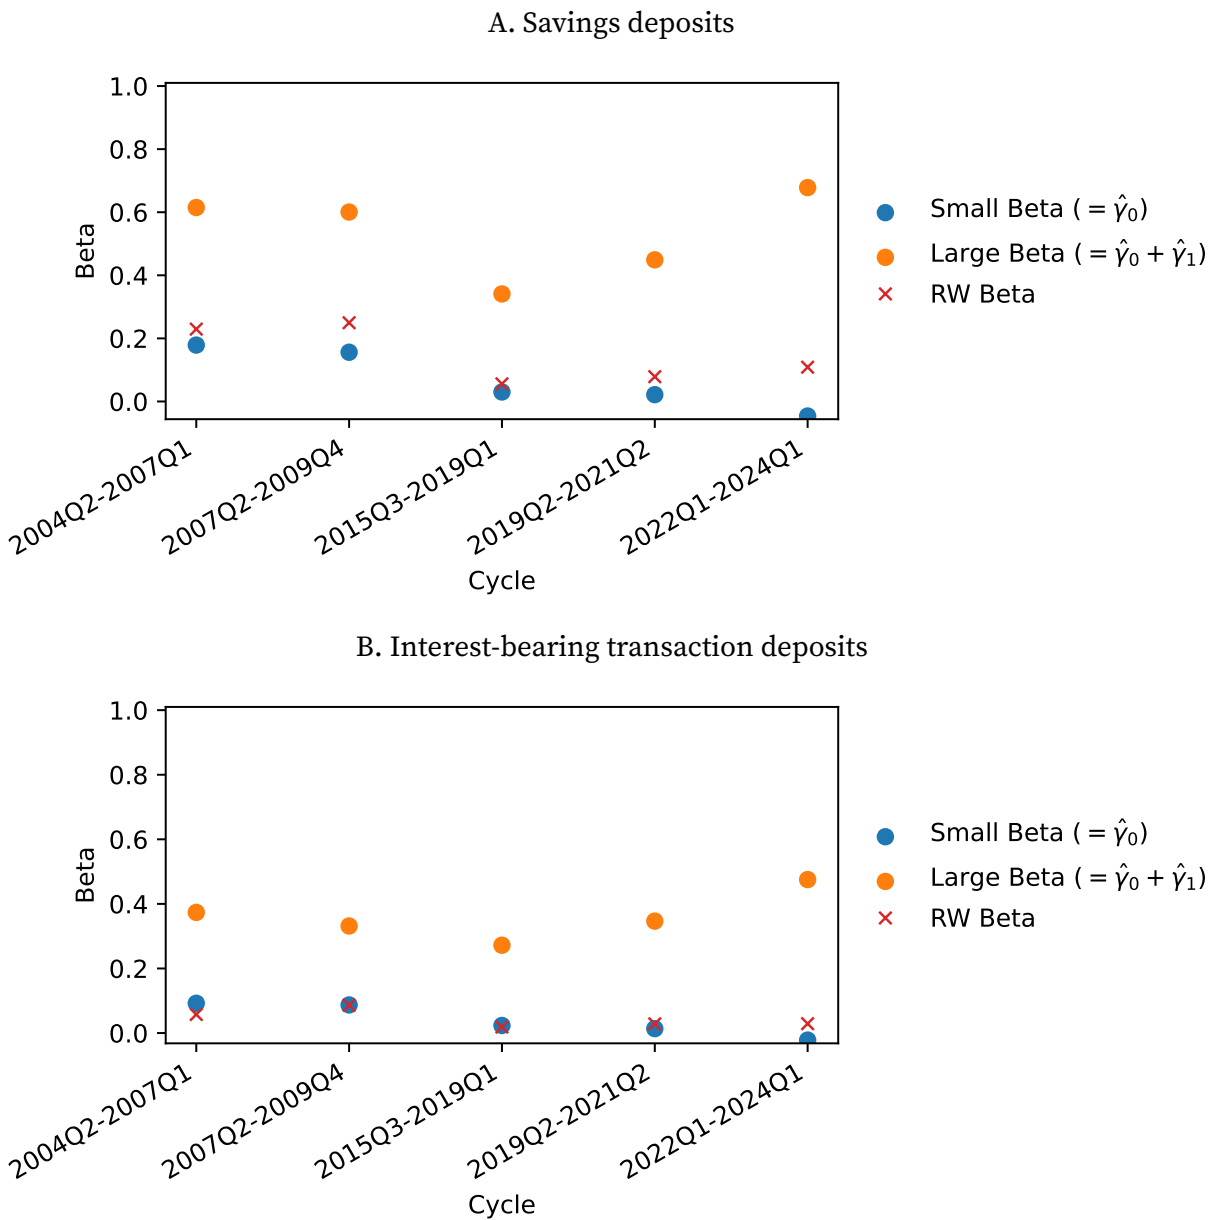 A. Savings deposits
1.0
0.8
0.6
0.4
0.2
0.0
Beta
2004Q2-2007Q1
2007Q2-2009Q4
2015Q3-2019Q1
2019Q2-2021Q2
2022Q1-2024Q1
Cycle
Small Beta ( = γ̂₀)
Large Beta ( = γ̂₀ + γ̂₁)
RW Beta
B. Interest-bearing transaction deposits
1.0
0.8
0.6
0.4
0.2
0.0
Beta
2004Q2-2007Q1
2007Q2-2009Q4
2015Q3-2019Q1
2019Q2-2021Q2
2022Q1-2024Q1
Cycle
Small Beta ( = γ̂₀)
Large Beta ( = γ̂₀ + γ̂₁)
RW Beta